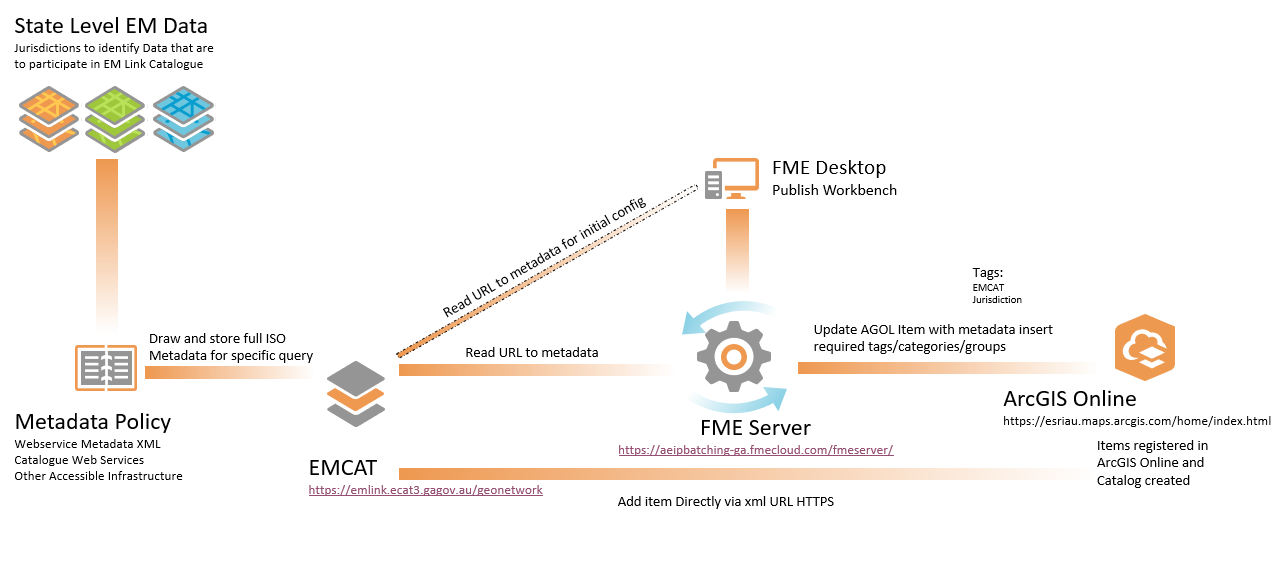 State Level EM Data
Jurisdictions to identify Data that are
to participate in EM Link Catalogue
FME Desktop
Publish Workbench
Read URL to metadata for initial config
Tags:
EMCAT
Jurisdiction
Draw and store full ISO
Metadata for specific query
Read URL to metadata
Update AGOL Item with metadata insert
required tags/categories/groups
Metadata Policy
Webservice Metadata XML
Catalogue Web Services
Other Accessible Infrastructure
EMCAT
https://emlink.ecat3.gagov.au/geonetwork
FME Server
https://aeipbatching-ga.fmecloud.com/fmeserver/
ArcGIS Online
https://esriau.maps.arcgis.com/home/index.html
Items registered in
ArcGIS Online and
Catalog created
Add item Directly via xml URL HTTPS